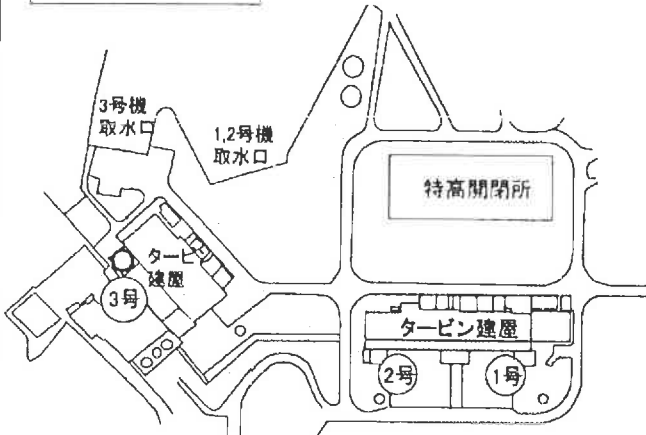 3号機
取水口
1,2号機
取水口
特高開閉所
タービ
建屋
3号
タービン建屋
2号
1号